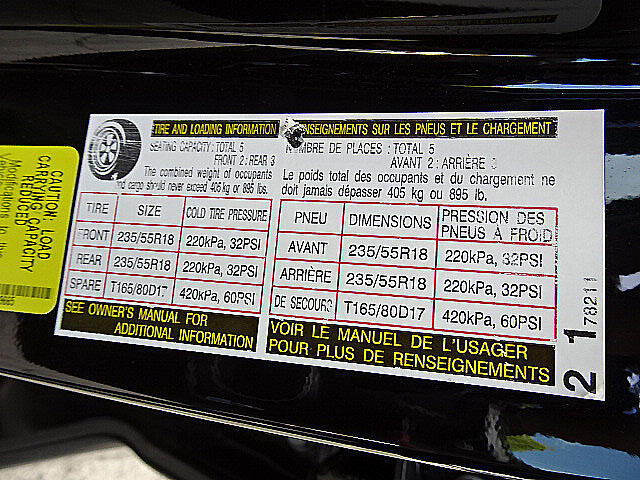 TIRE AND LOADING INFORMATION
SEATING CAPACITY : TOTAL 5
FRONT 2 : REAR 3
The combined weight of occupants
and cargo should never exceed 405 kg or 895 lbs.
TIRE SIZE COLD TIRE PRESSURE
FRONT 235/55R18 220kPa, 32PSI
REAR 235/55R18 220kPa, 32PSI
SPARE T165/80D17 420kPa, 60PSI
SEE OWNER'S MANUAL FOR
ADDITIONAL INFORMATION
RENSEIGNEMENTS SUR LES PNEUS ET LE CHARGEMENT
NOMBRE DE PLACES : TOTAL 5
AVANT 2 : ARRIÈRE 3
Le poids total des occupants et du chargement ne
doit jamais dépasser 405 kg ou 895 lb.
PNEU DIMENSIONS PRESSION DES
PNEUS À FROID
AVANT 235/55R18 220kPa, 32PSI
ARRIÈRE 235/55R18 220kPa, 32PSI
DE SECOURS T165/80D17 420kPa, 60PSI
VOIR LE MANUEL DE L'USAGER
POUR PLUS DE RENSEIGNEMENTS
21 78211
CAUTION: LOAD
CARRYING CAPACITY
REDUCED
Modifications to the